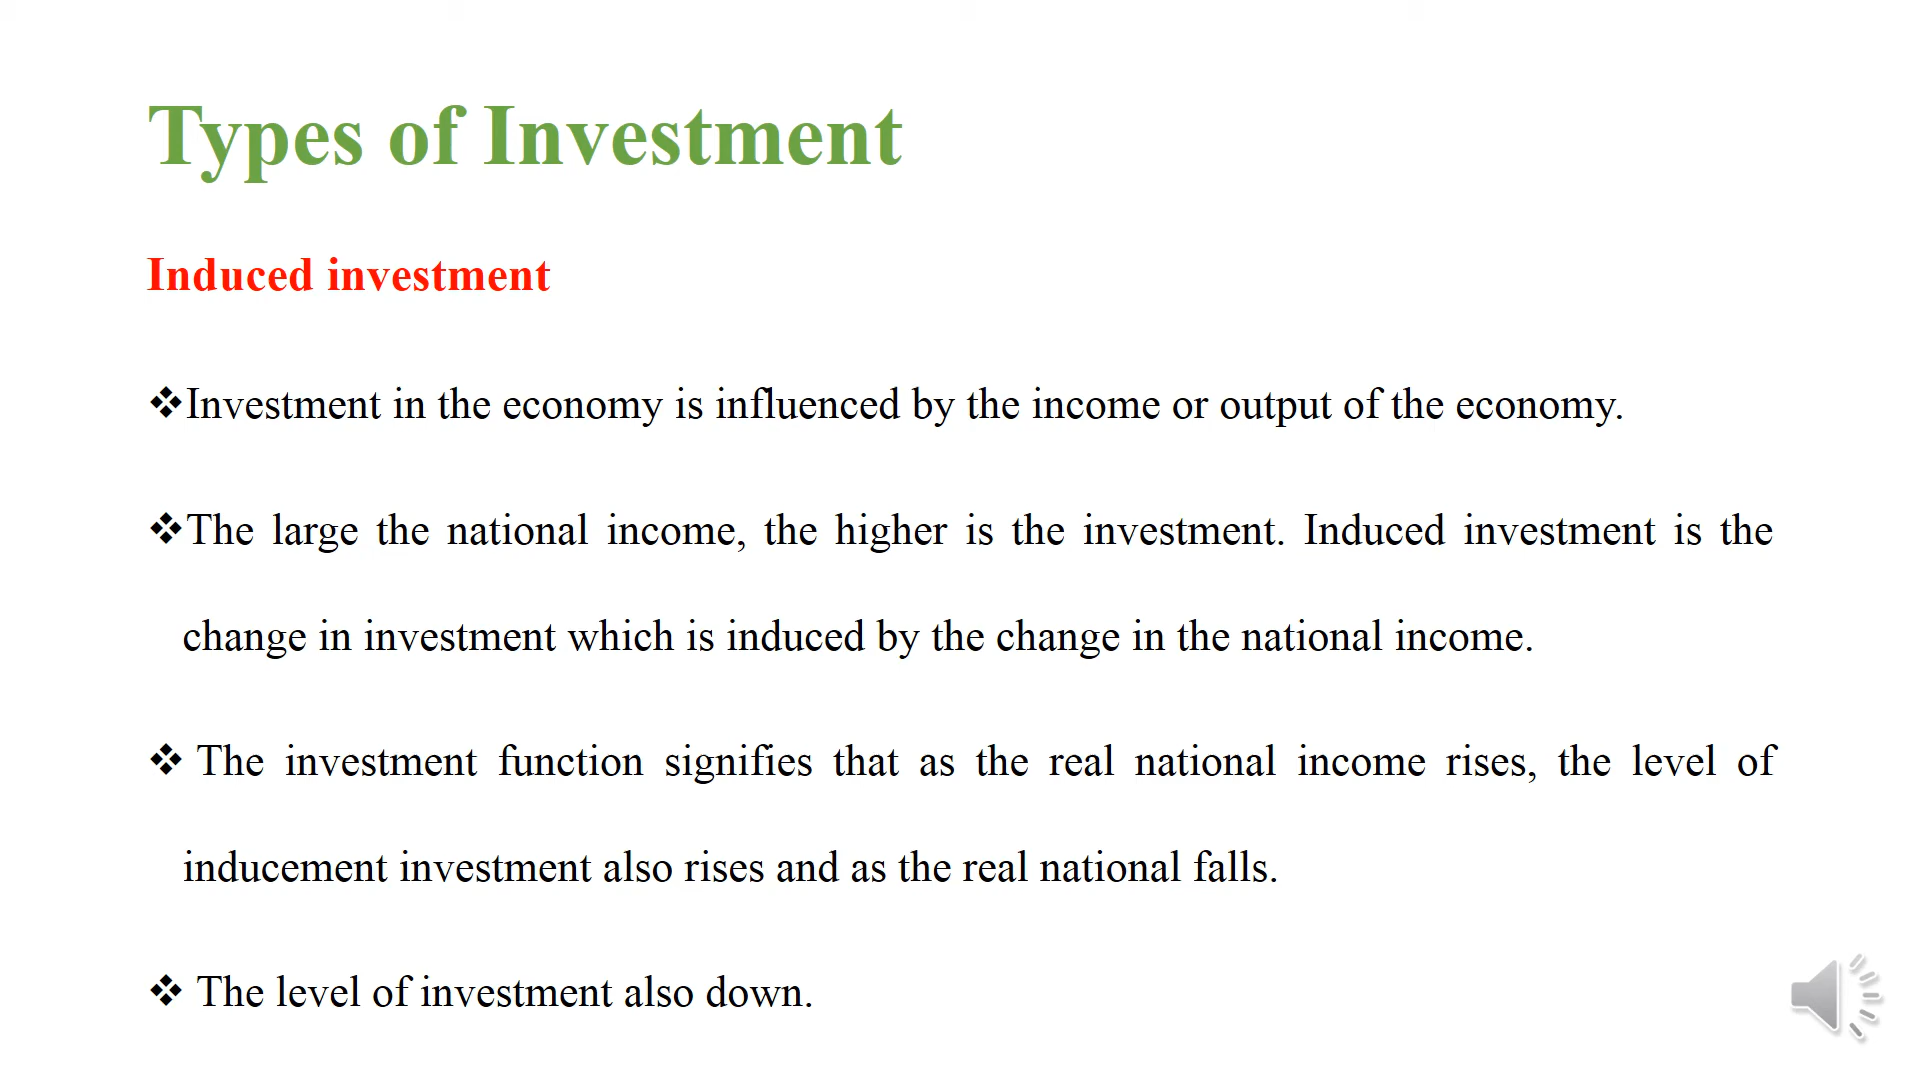 Types of Investment
Induced investment
❖Investment in the economy is influenced by the income or output of the economy.
❖The large the national income, the higher is the investment. Induced investment is the
change in investment which is induced by the change in the national income.
❖ The investment function signifies that as the real national income rises, the level of
inducement investment also rises and as the real national falls.
❖ The level of investment also down.